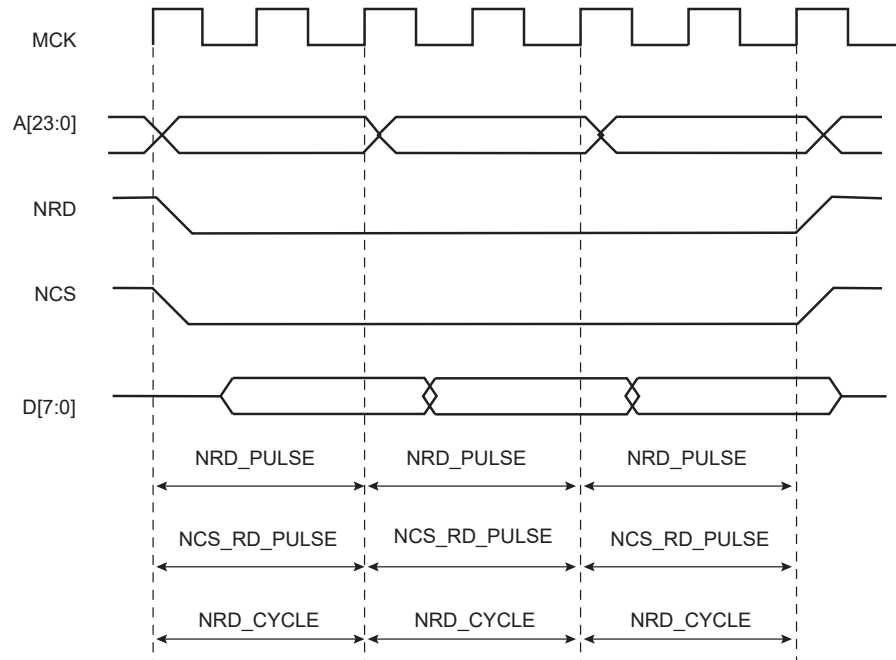 MCK
A[23:0]
NRD
NCS
D[7:0]
NRD_PULSE NRD_PULSE NRD_PULSE
NCS_RD_PULSE NCS_RD_PULSE NCS_RD_PULSE
NRD_CYCLE NRD_CYCLE NRD_CYCLE